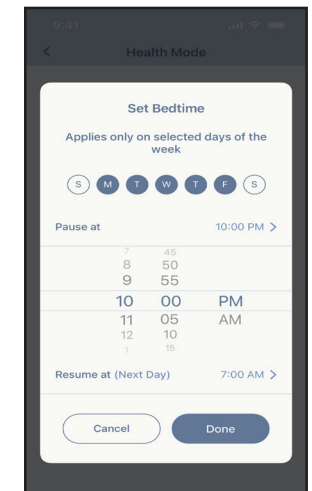 9:41
Health Mode
Set Bedtime
Applies only on selected days of the
week
S M T W T F S
Pause at 10:00 PM
7 45
8 50
9 55
10 00 PM
11 05 AM
12 10
1 15
Resume at (Next Day) 7:00 AM
Cancel Done